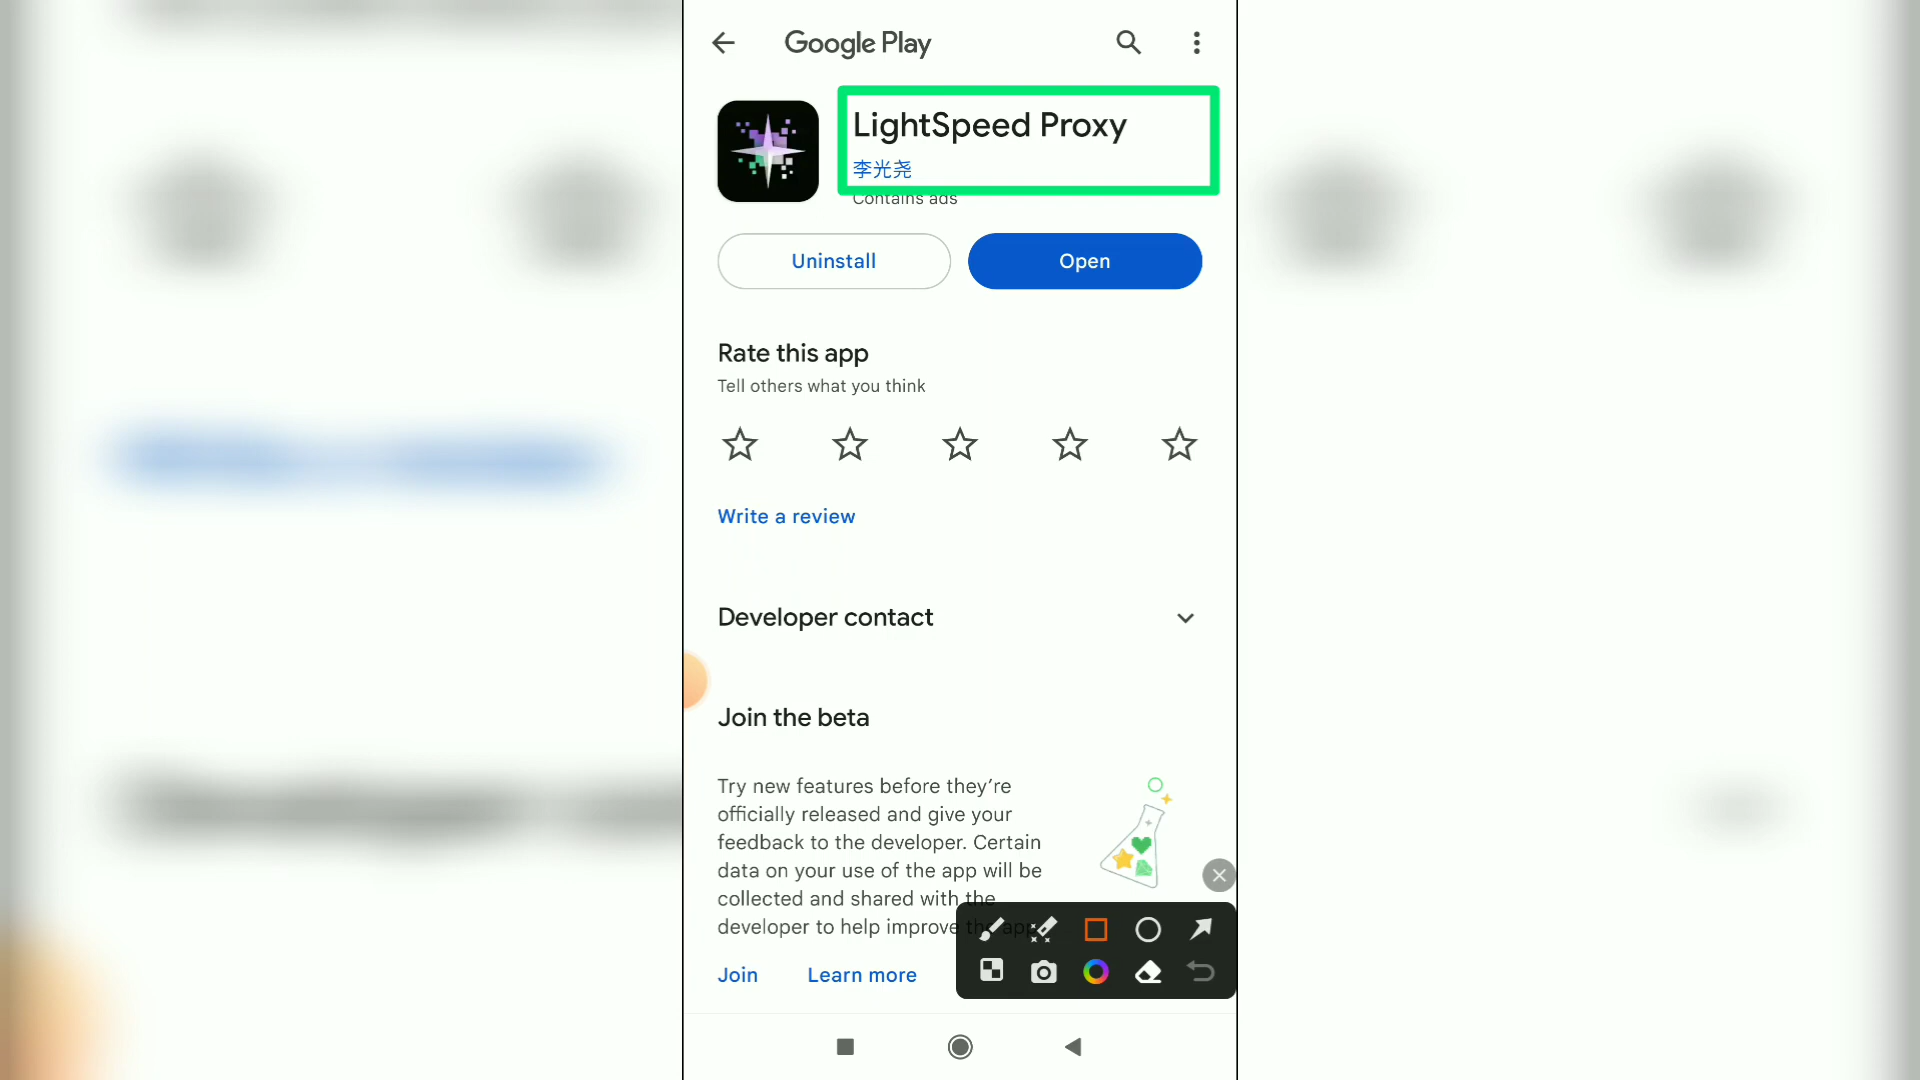 Google Play
LightSpeed Proxy
李光尧
Contains ads
Uninstall
Open
Rate this app
Tell others what you think
Write a review
Developer contact
Join the beta
Try new features before they’re
officially released and give your
feedback to the developer. Certain
data on your use of the app will be
collected and shared with the
developer to help improve the app.
Join
Learn more